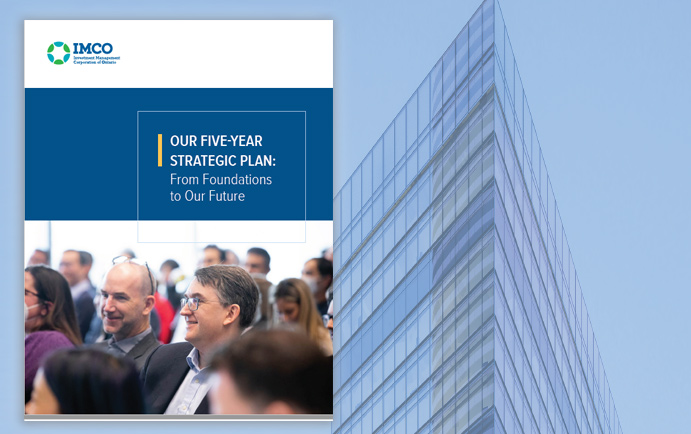 IMCO
Investment Management
Corporation of Ontario
OUR FIVE-YEAR
STRATEGIC PLAN:
From Foundations
to Our Future